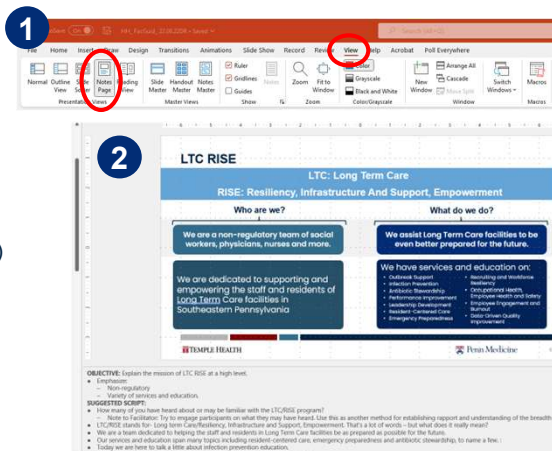 1
HH_FacGuid_22.06.2208 • Saved
Search (Alt+Q)
File Home Insert Draw Design Transitions Animations Slide Show Record Review View Help Acrobat Poll Everywhere
Normal Outline View Slide Sorter Notes Page Reading View
Presentation Views
Slide Master Handout Master Notes Master
Master Views
Ruler
Gridlines
Guides
Show
Notes
Zoom Fit to Window
Zoom
Color
Grayscale
Black and White
Color/Grayscale
New Window
Arrange All
Cascade
Move Split
Window
Switch Windows
Macros
Macros
2
LTC RISE
LTC: Long Term Care
RISE: Resiliency, Infrastructure And Support, Empowerment
Who are we?
We are a non-regulatory team of social
workers, physicians, nurses and more.
We are dedicated to supporting and
empowering the staff and residents of
Long Term Care facilities in
Southeastern Pennsylvania
What do we do?
We assist Long Term Care facilities to be
even better prepared for the future.
We have services and education on:
• Outbreak Support
• Infection Prevention
• Antibiotic Stewardship
• Performance Improvement
• Leadership Development
• Resident-Centered Care
• Emergency Preparedness
• Recruiting and Workforce
Resiliency
• Occupational Health,
Employee Health and Safety
• Employee Engagement and
Burnout
• Data-Driven Quality
Improvement
TEMPLE HEALTH
Penn Medicine
OBJECTIVE: Explain the mission of LTC RISE at a high level.
• Emphasize:
– Non-regulatory
– Variety of services and education.
SUGGESTED SCRIPT:
• How many of you have heard about or may be familiar with the LTC/RISE program?
– Note to Facilitator: Try to engage participants on what they may have heard. Use this as another method for establishing rapport and understanding of the breadth
• LTC/RISE stands for- Long term Care/Resiliency, Infrastructure and Support, Empowerment. That's a lot of words – but what does it really mean?
• We are a team dedicated to helping the staff and residents in Long Term Care facilities be as prepared as possible for the future.
• Our services and education span many topics including resident-centered care, emergency preparedness and antibiotic stewardship, to name a few. :
• Today we are here to talk a little about infection prevention education.